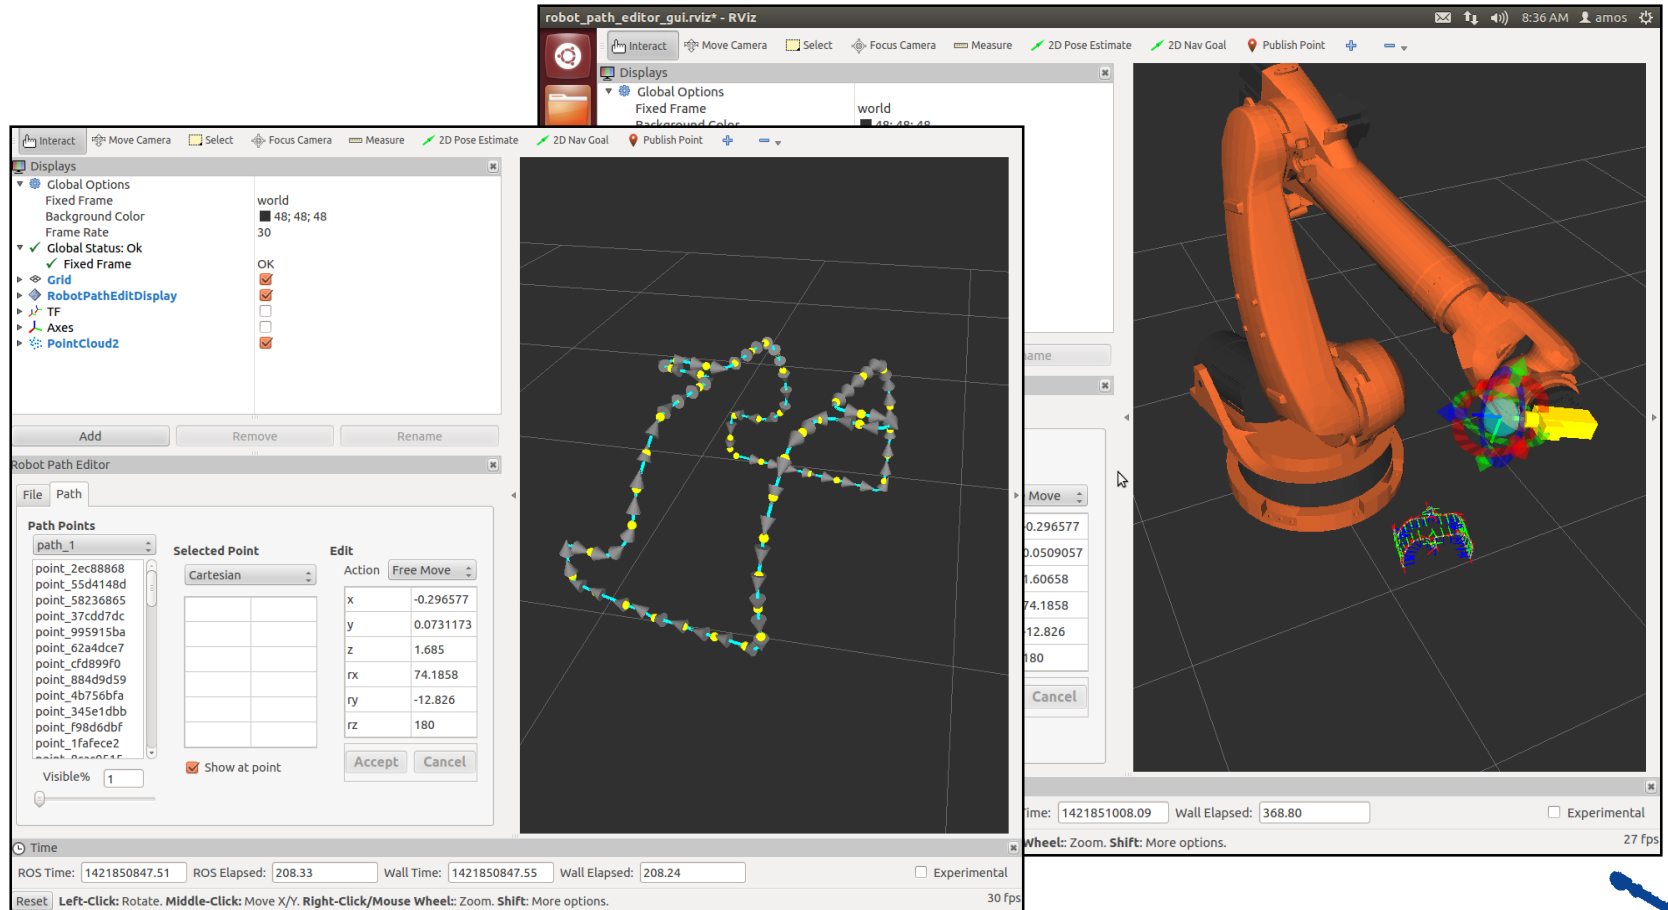 robot_path_editor_gui.rviz* - RViz
8:36 AM amos
Interact Move Camera Select Focus Camera Measure 2D Pose Estimate 2D Nav Goal Publish Point
Displays
Global Options
Fixed Frame world
Background Color 48; 48; 48
Interact Move Camera Select Focus Camera Measure 2D Pose Estimate 2D Nav Goal Publish Point
Displays
Global Options
Fixed Frame world
Background Color 48; 48; 48
Frame Rate 30
Global Status: Ok
Fixed Frame OK
Grid
RobotPathEditDisplay
TF
Axes
PointCloud2
Add Remove Rename
Robot Path Editor
File Path
Path Points
path_1
point_2ec88868
point_55d4148d
point_58236865
point_37cdd7dc
point_995915ba
point_62a4dce7
point_cfd899f0
point_884d9d59
point_4b756bfa
point_345e1dbb
point_f98d6dbf
point_1fafece2
Visible% 1
Selected Point
Cartesian
Show at point
Edit
Action Free Move
x -0.296577
y 0.0731173
z 1.685
rx 74.1858
ry -12.826
rz 180
Accept Cancel
Time
ROS Time: 1421850847.51 ROS Elapsed: 208.33 Wall Time: 1421850847.55 Wall Elapsed: 208.24 Experimental
Reset Left-Click: Rotate. Middle-Click: Move X/Y. Right-Click/Mouse Wheel:: Zoom. Shift: More options. 30 fps
Move
0.296577
0.0509057
1.60658
74.1858
12.826
180
Cancel
1421851008.09 Wall Elapsed: 368.80 Experimental
Wheel:: Zoom. Shift: More options. 27 fps